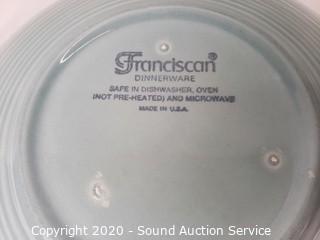 Franciscan®
DINNERWARE
SAFE IN DISHWASHER, OVEN
(NOT PRE-HEATED) AND MICROWAVE
MADE IN U.S.A.
Copyright 2020 - Sound Auction Service